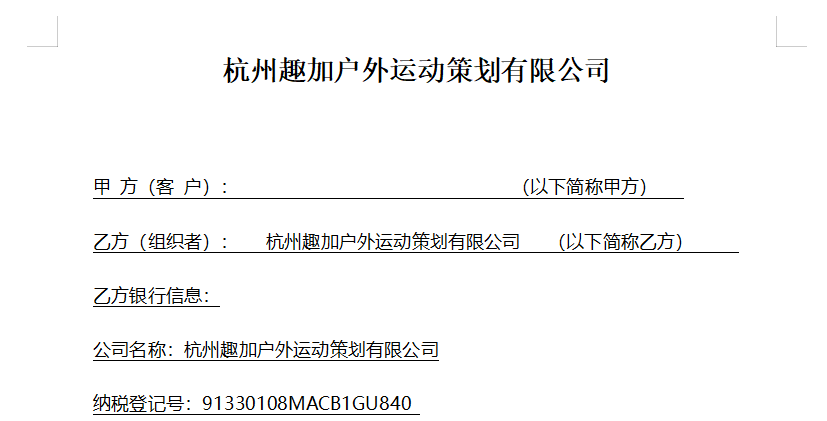 杭州趣加户外运动策划有限公司
甲 方（客 户）： （以下简称甲方）
乙方（组织者）： 杭州趣加户外运动策划有限公司 （以下简称乙方）
乙方银行信息：
公司名称：杭州趣加户外运动策划有限公司
纳税登记号：91330108MACB1GU840